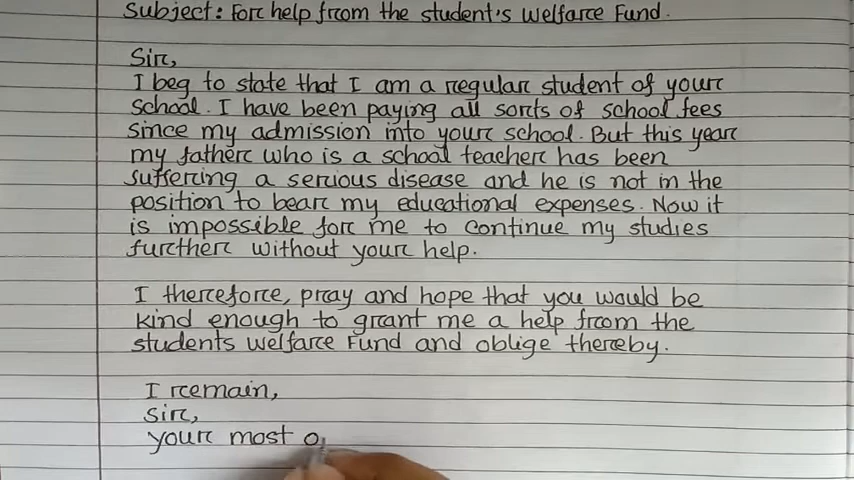 Subject: For help from the student's Welfare Fund.
Sir,
I beg to state that I am a regular student of your
school. I have been paying all sorts of school fees
since my admission into your school. But this year
my father who is a school teacher has been
suffering a serious disease and he is not in the
position to bear my educational expenses. Now it
is impossible for me to continue my studies
further without your help.
I therefore, pray and hope that you would be
kind enough to grant me a help from the
students Welfare Fund and oblige thereby.
I remain,
Sir,
your most o